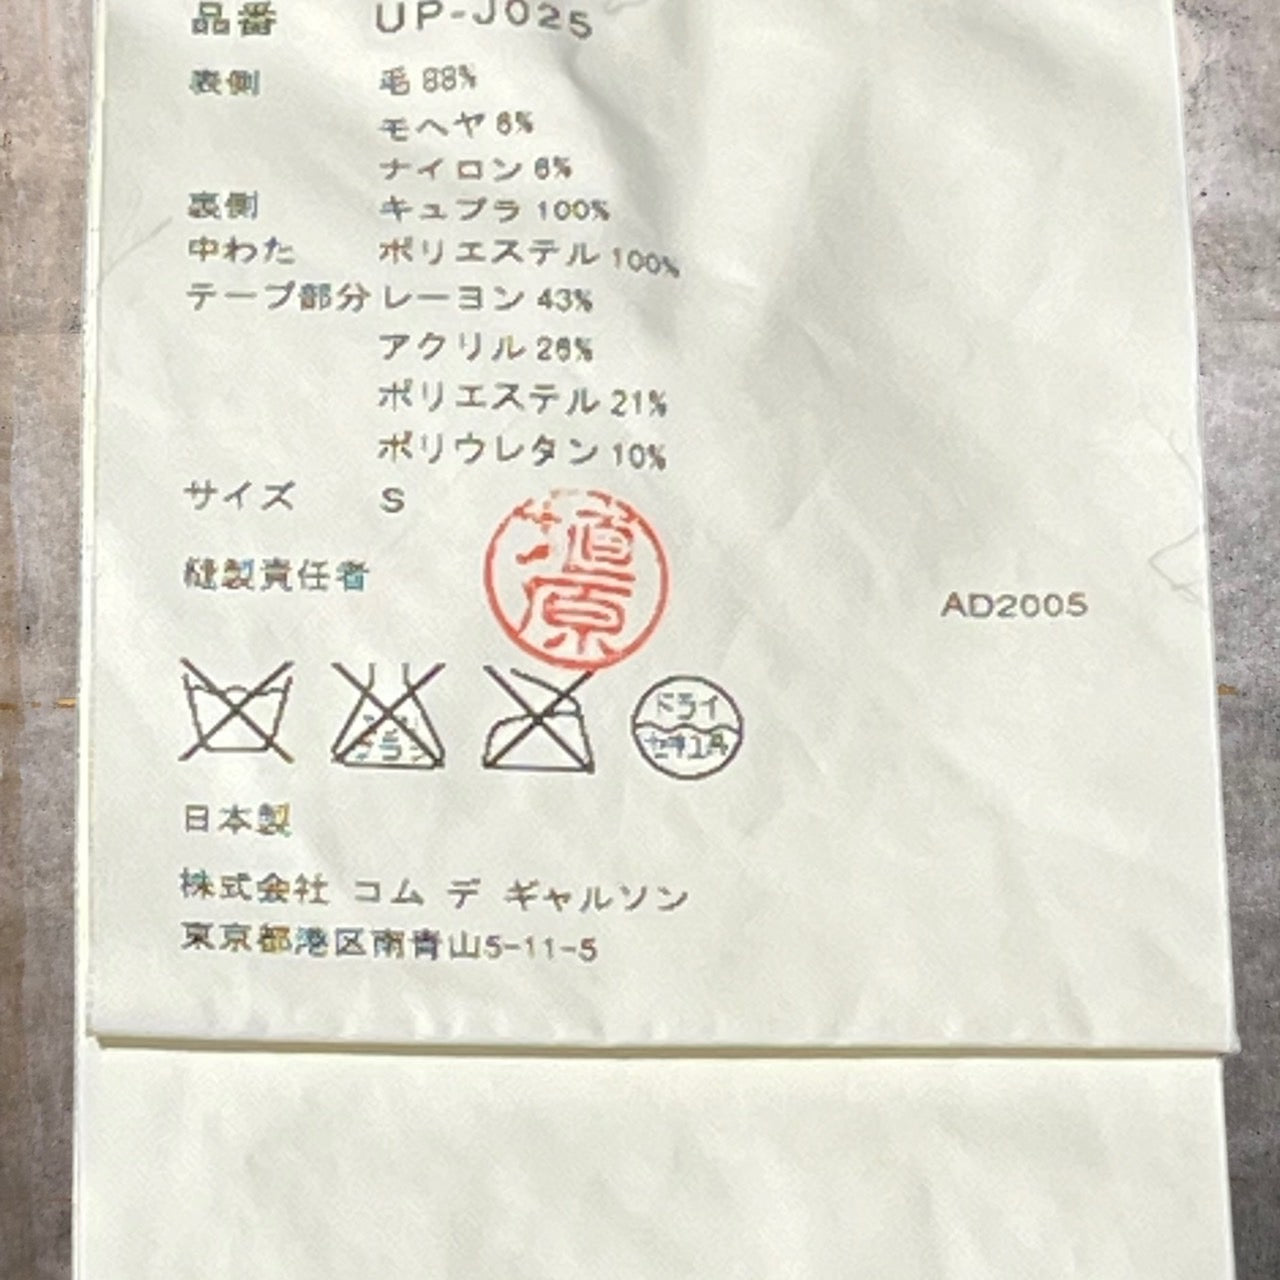 品番 UP-J025
表側 毛 88%
モヘヤ 6%
ナイロン 6%
裏側 キュプラ 100%
中わた ポリエステル 100%
テープ部分 レーヨン 43%
アクリル 26%
ポリエステル 21%
ポリウレタン 10%
サイズ S
縫製責任者
原
AD2005
ドライ
セキユ系
日本製
株式会社 コム デ ギャルソン
東京都港区南青山5-11-5